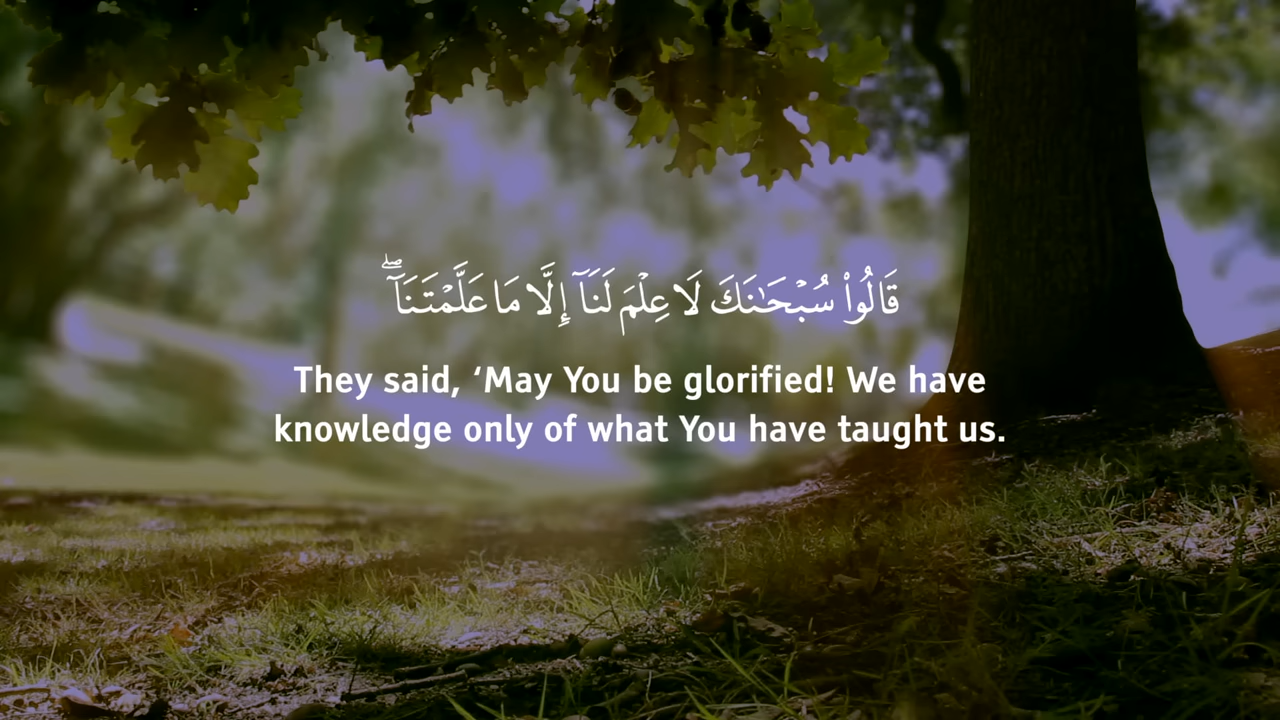 قَالُوا۟ سُبْحَـٰنَكَ لَا عِلْمَ لَنَآ إِلَّا مَا عَلَّمْتَنَآ ۖ
They said, ‘May You be glorified! We have
knowledge only of what You have taught us.